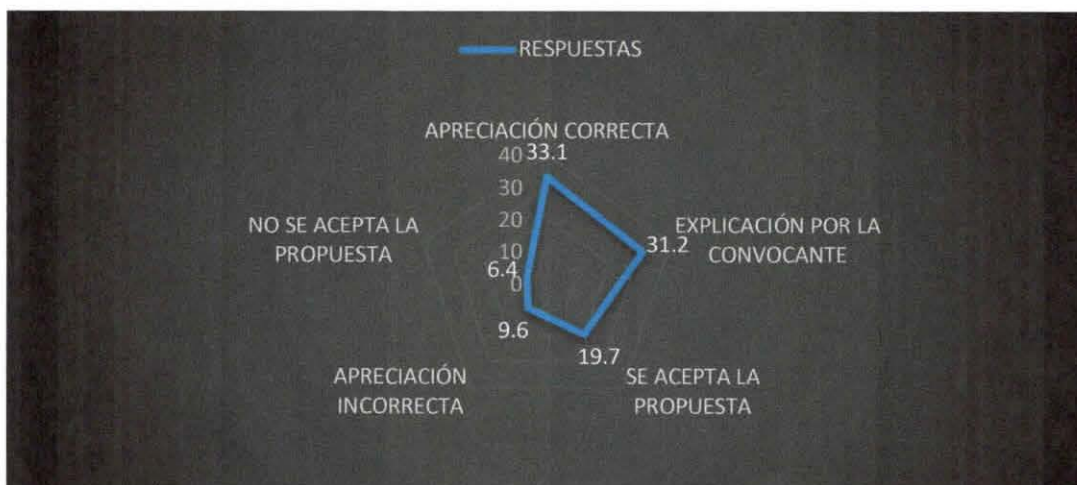 RESPUESTAS
APRECIACIÓN CORRECTA
40
33.1
30
20
10
0
EXPLICACIÓN POR LA
CONVOCANTE
31.2
SE ACEPTA LA
PROPUESTA
19.7
APRECIACIÓN
INCORRECTA
9.6
NO SE ACEPTA LA
PROPUESTA
6.4